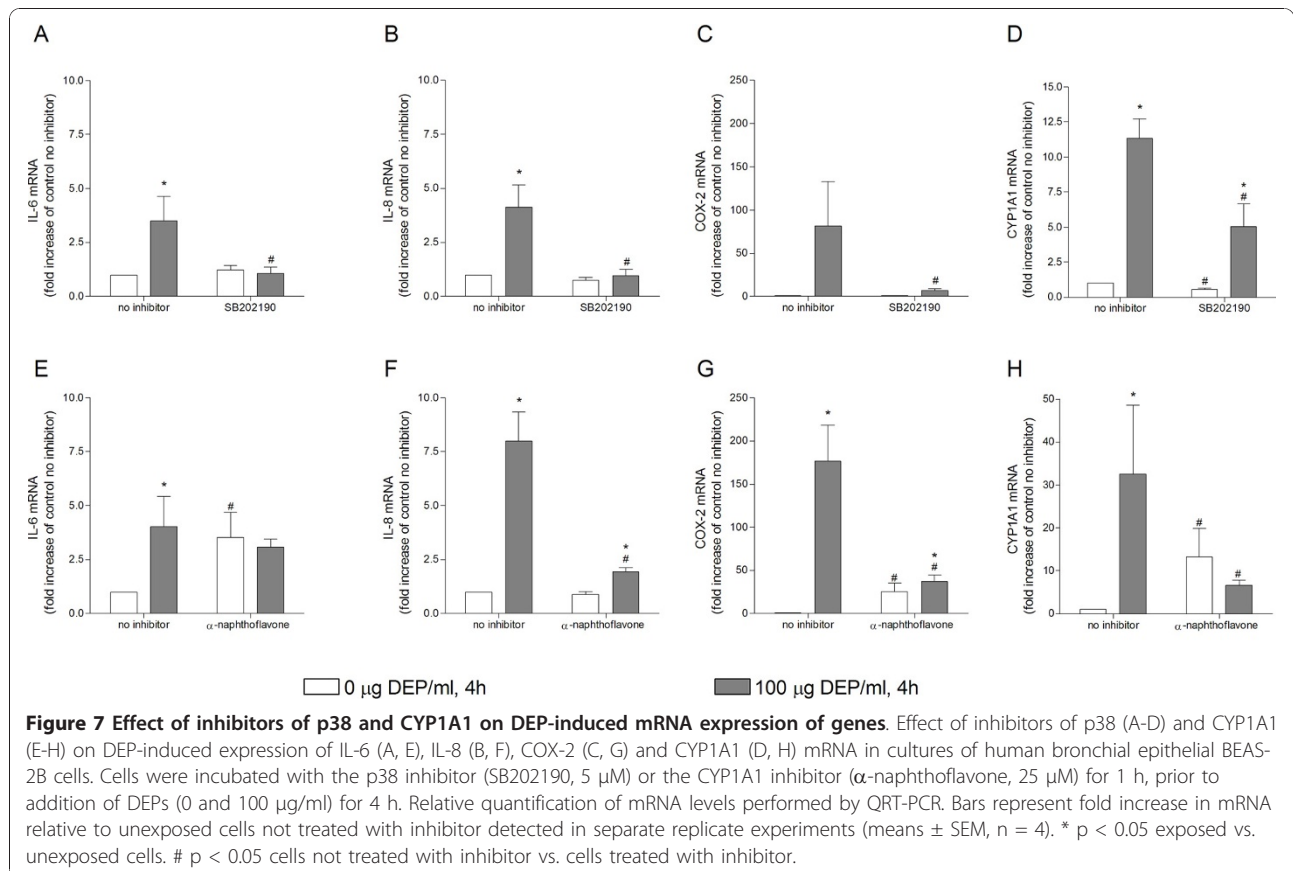 A
B
C
D
IL-6 mRNA
(fold increase of control no inhibitor)
10.0
7.5
5.0
2.5
0.0
*
#
no inhibitor
SB202190
IL-8 mRNA
(fold increase of control no inhibitor)
10.0
7.5
5.0
2.5
0.0
*
#
no inhibitor
SB202190
COX-2 mRNA
(fold increase of control no inhibitor)
250
200
150
100
50
0
#
no inhibitor
SB202190
CYP1A1 mRNA
(fold increase of control no inhibitor)
15.0
12.5
10.0
7.5
5.0
2.5
0.0
*
#
*
#
no inhibitor
SB202190
E
F
G
H
IL-6 mRNA
(fold increase of control no inhibitor)
10.0
7.5
5.0
2.5
0.0
*
#
no inhibitor
α-naphthoflavone
IL-8 mRNA
(fold increase of control no inhibitor)
10.0
7.5
5.0
2.5
0.0
*
*
#
no inhibitor
α-naphthoflavone
COX-2 mRNA
(fold increase of control no inhibitor)
250
200
150
100
50
0
*
#
*
#
no inhibitor
α-naphthoflavone
CYP1A1 mRNA
(fold increase of control no inhibitor)
50
40
30
20
10
0
*
#
#
no inhibitor
α-naphthoflavone
0 μg DEP/ml, 4h
100 μg DEP/ml, 4h
Figure 7 Effect of inhibitors of p38 and CYP1A1 on DEP-induced mRNA expression of genes. Effect of inhibitors of p38 (A-D) and CYP1A1
(E-H) on DEP-induced expression of IL-6 (A, E), IL-8 (B, F), COX-2 (C, G) and CYP1A1 (D, H) mRNA in cultures of human bronchial epithelial BEAS-
2B cells. Cells were incubated with the p38 inhibitor (SB202190, 5 μM) or the CYP1A1 inhibitor (α-naphthoflavone, 25 μM) for 1 h, prior to
addition of DEPs (0 and 100 μg/ml) for 4 h. Relative quantification of mRNA levels performed by QRT-PCR. Bars represent fold increase in mRNA
relative to unexposed cells not treated with inhibitor detected in separate replicate experiments (means ± SEM, n = 4). * p < 0.05 exposed vs.
unexposed cells. # p < 0.05 cells not treated with inhibitor vs. cells treated with inhibitor.